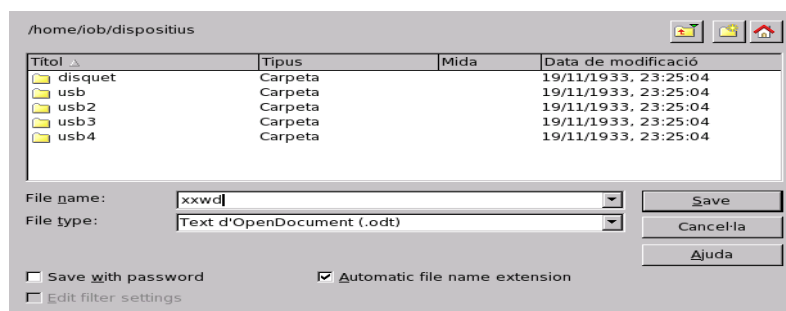 /home/iob/dispositius
Títol Tipus Mida Data de modificació
disquet Carpeta 19/11/1933, 23:25:04
usb Carpeta 19/11/1933, 23:25:04
usb2 Carpeta 19/11/1933, 23:25:04
usb3 Carpeta 19/11/1933, 23:25:04
usb4 Carpeta 19/11/1933, 23:25:04
File name: xxwd Save
File type: Text d'OpenDocument (.odt) Cancel·la
Ajuda
Save with password Automatic file name extension
Edit filter settings